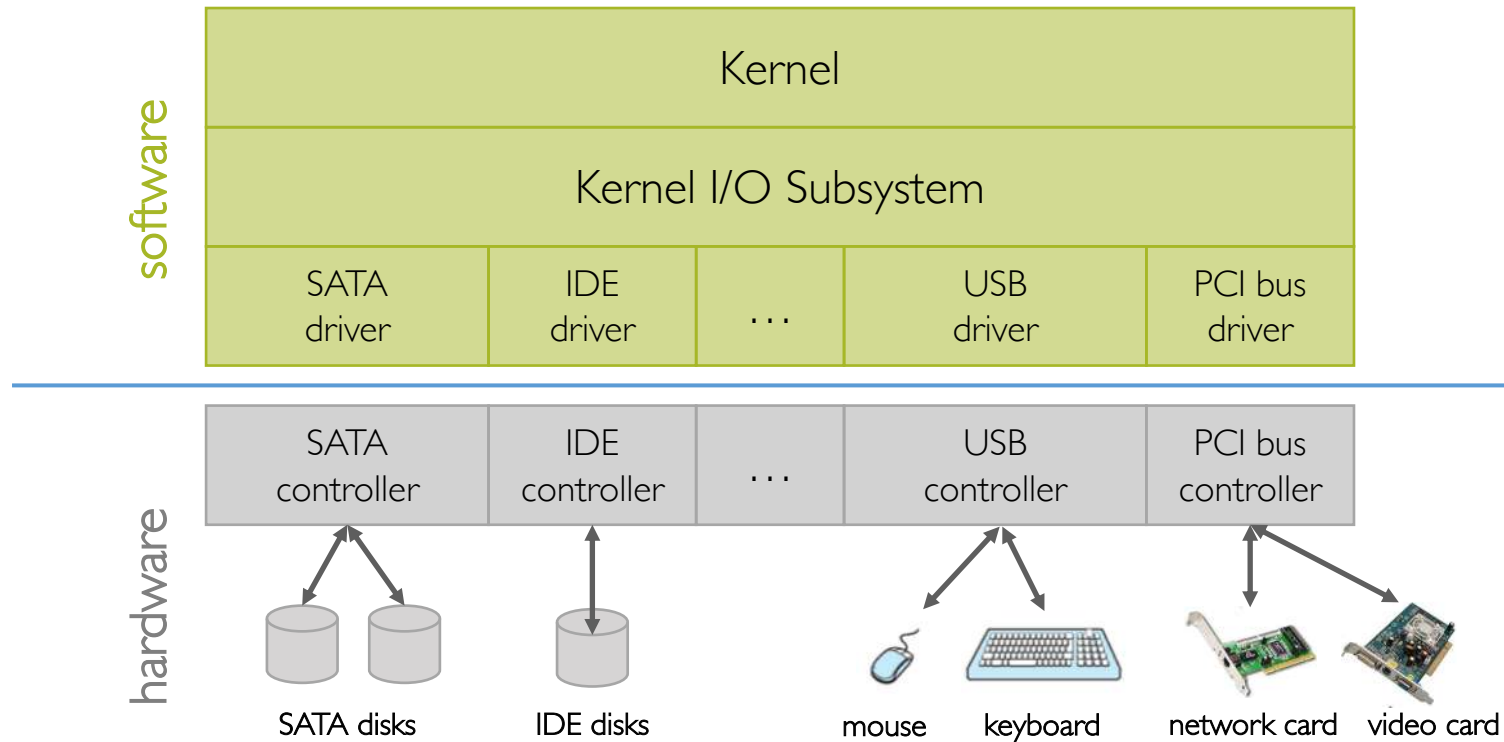 software
Kernel
Kernel I/O Subsystem
SATA
driver
IDE
driver
...
USB
driver
PCI bus
driver
hardware
SATA
controller
IDE
controller
...
USB
controller
PCI bus
controller
SATA disks
IDE disks
mouse
keyboard
network card
video card